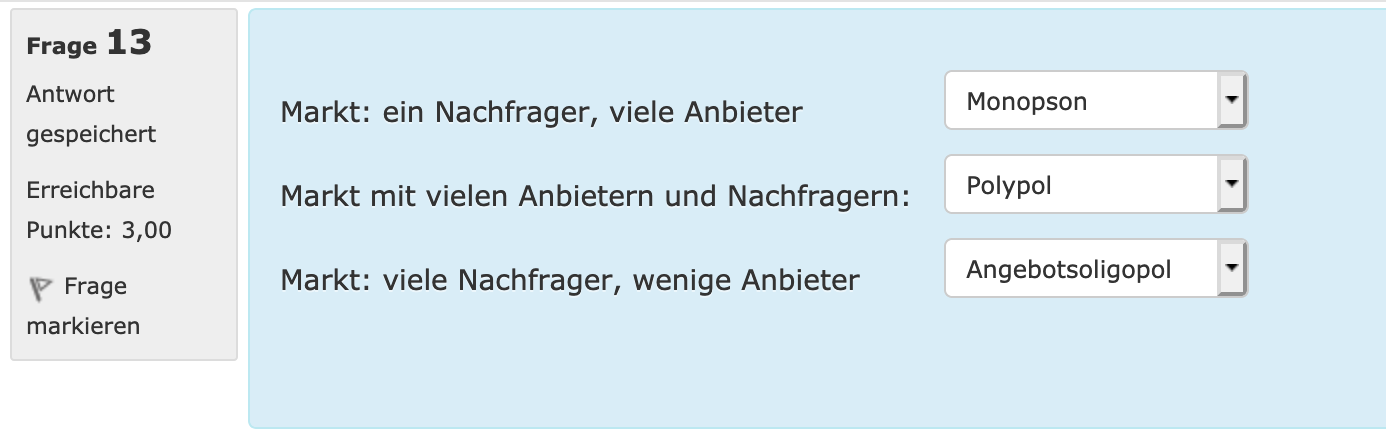 Frage 13
Antwort
gespeichert
Erreichbare
Punkte: 3,00
Frage
markieren
Markt: ein Nachfrager, viele Anbieter Monopson
Markt mit vielen Anbietern und Nachfragern: Polypol
Markt: viele Nachfrager, wenige Anbieter Angebotsoligopol